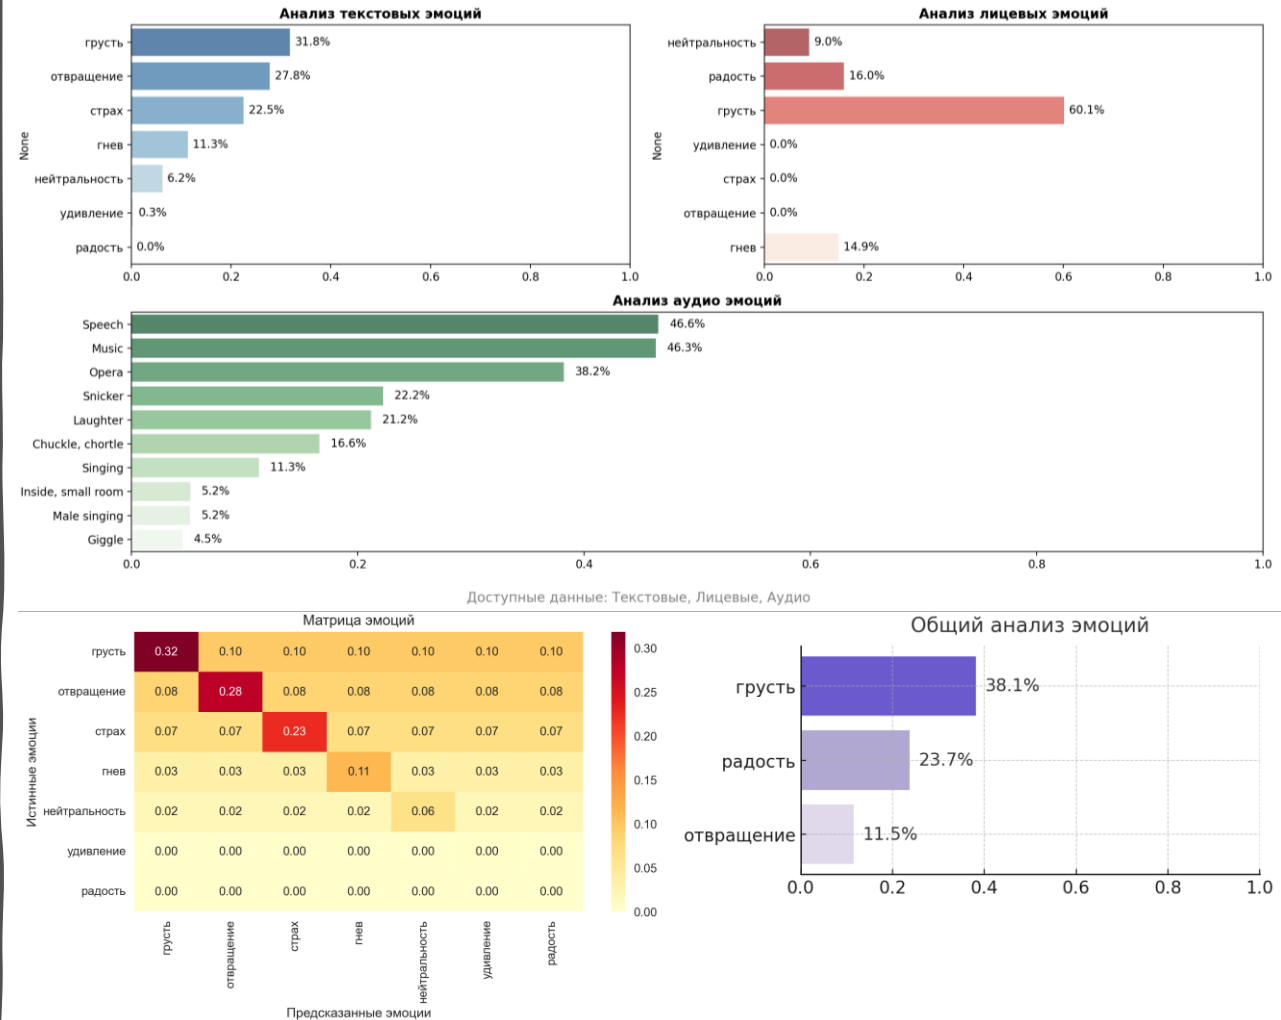 Анализ текстовых эмоций
None
грусть 31.8%
отвращение 27.8%
страх 22.5%
гнев 11.3%
нейтральность 6.2%
удивление 0.3%
радость 0.0%
0.0 0.2 0.4 0.6 0.8 1.0
Анализ лицевых эмоций
None
нейтральность 9.0%
радость 16.0%
грусть 60.1%
удивление 0.0%
страх 0.0%
отвращение 0.0%
гнев 14.9%
0.0 0.2 0.4 0.6 0.8 1.0
Анализ аудио эмоций
Speech 46.6%
Music 46.3%
Opera 38.2%
Snicker 22.2%
Laughter 21.2%
Chuckle, chortle 16.6%
Singing 11.3%
Inside, small room 5.2%
Male singing 5.2%
Giggle 4.5%
0.0 0.2 0.4 0.6 0.8 1.0
Доступные данные: Текстовые, Лицевые, Аудио
Матрица эмоций
Истинные эмоции
грусть 0.32 0.10 0.10 0.10 0.10 0.10 0.10
отвращение 0.08 0.28 0.08 0.08 0.08 0.08 0.08
страх 0.07 0.07 0.23 0.07 0.07 0.07 0.07
гнев 0.03 0.03 0.03 0.11 0.03 0.03 0.03
нейтральность 0.02 0.02 0.02 0.02 0.06 0.02 0.02
удивление 0.00 0.00 0.00 0.00 0.00 0.00 0.00
радость 0.00 0.00 0.00 0.00 0.00 0.00 0.00
грусть отвращение страх гнев нейтральность удивление радость
Предсказанные эмоции
0.30
0.25
0.20
0.15
0.10
0.05
0.00
Общий анализ эмоций
грусть 38.1%
радость 23.7%
отвращение 11.5%
0.0 0.2 0.4 0.6 0.8 1.0